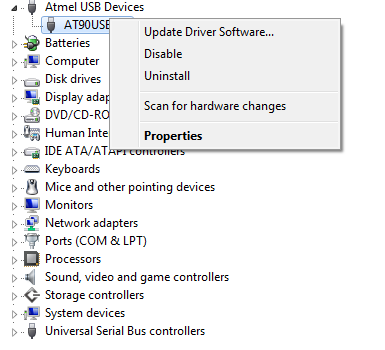 Atmel USB Devices
AT90USB
Update Driver Software...
Disable
Uninstall
Scan for hardware changes
Properties
Batteries
Computer
Disk drives
Display adap
DVD/CD-RO
Human Inte
IDE ATA/ATAPI controllers
Keyboards
Mice and other pointing devices
Monitors
Network adapters
Ports (COM & LPT)
Processors
Sound, video and game controllers
Storage controllers
System devices
Universal Serial Bus controllers